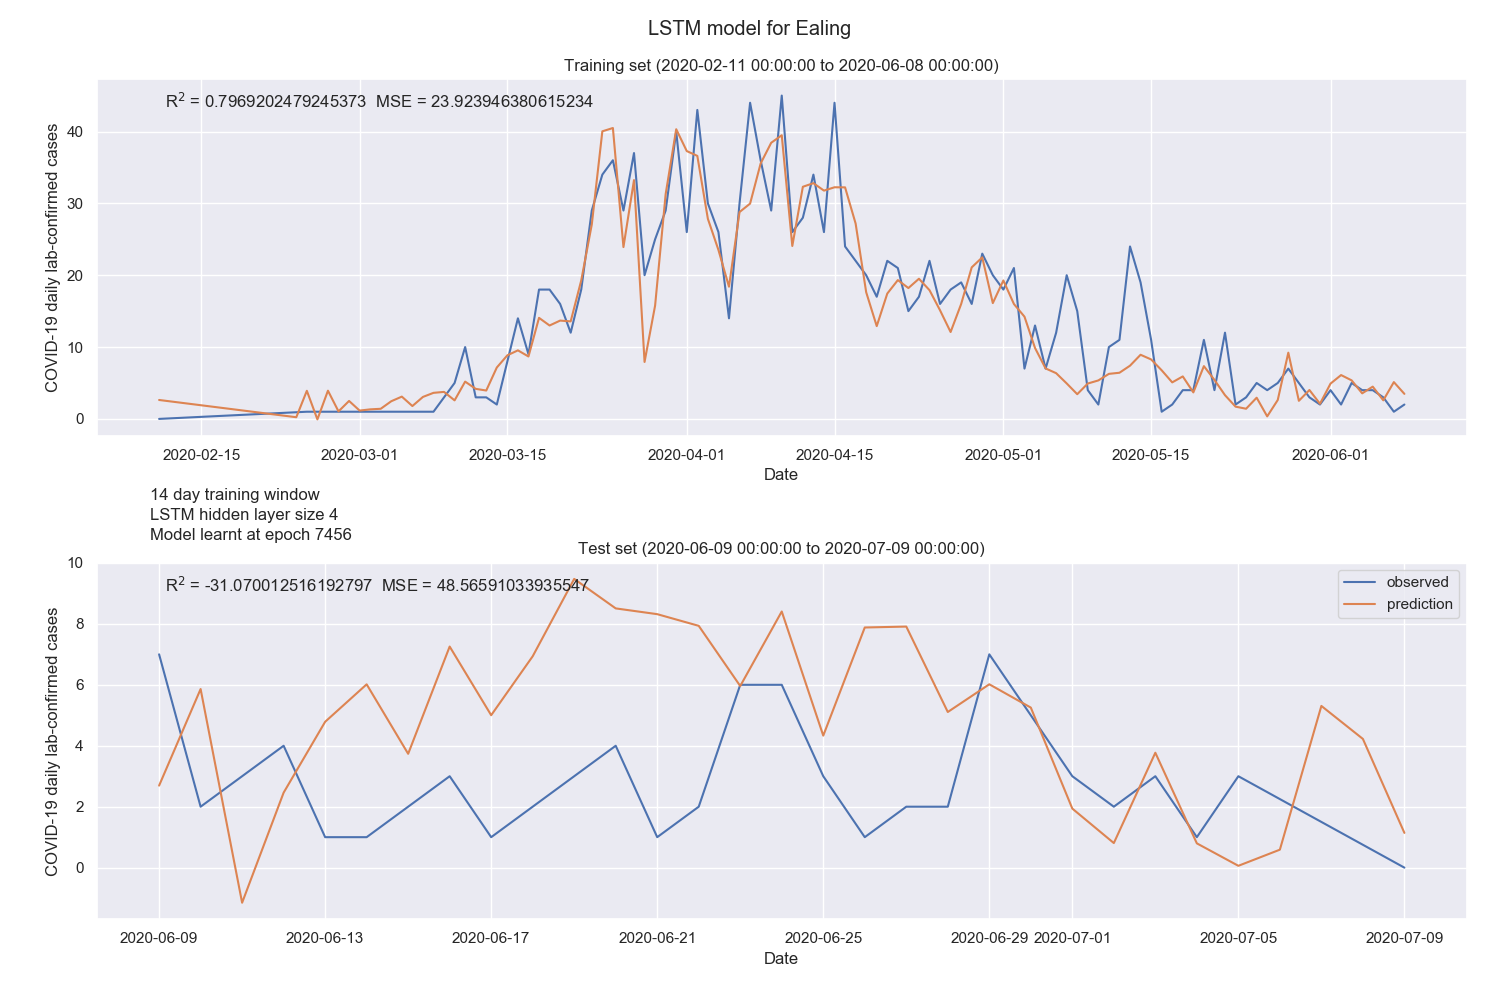 LSTM model for Ealing
Training set (2020-02-11 00:00:00 to 2020-06-08 00:00:00)
R² = 0.7969202479245373  MSE = 23.923946380615234
COVID-19 daily lab-confirmed cases
40
30
20
10
0
2020-02-15 2020-03-01 2020-03-15 2020-04-01 2020-04-15 2020-05-01 2020-05-15 2020-06-01
Date
14 day training window
LSTM hidden layer size 4
Model learnt at epoch 7456
Test set (2020-06-09 00:00:00 to 2020-07-09 00:00:00)
R² = -31.070012516192797  MSE = 48.56591033935547
observed
prediction
COVID-19 daily lab-confirmed cases
10
8
6
4
2
0
2020-06-09 2020-06-13 2020-06-17 2020-06-21 2020-06-25 2020-06-29 2020-07-01 2020-07-05 2020-07-09
Date